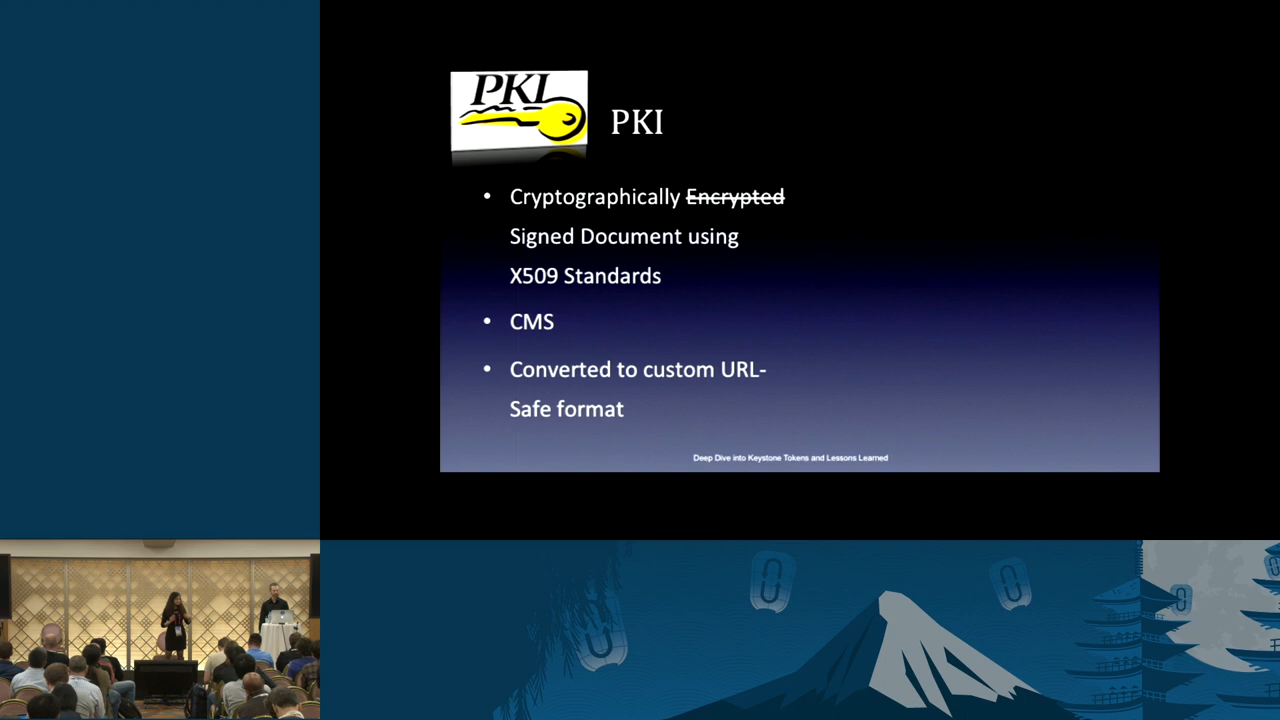 PKI
PKI
• Cryptographically Encrypted
Signed Document using
X509 Standards
• CMS
• Converted to custom URL-
Safe format
Deep Dive into Keystone Tokens and Lessons Learned